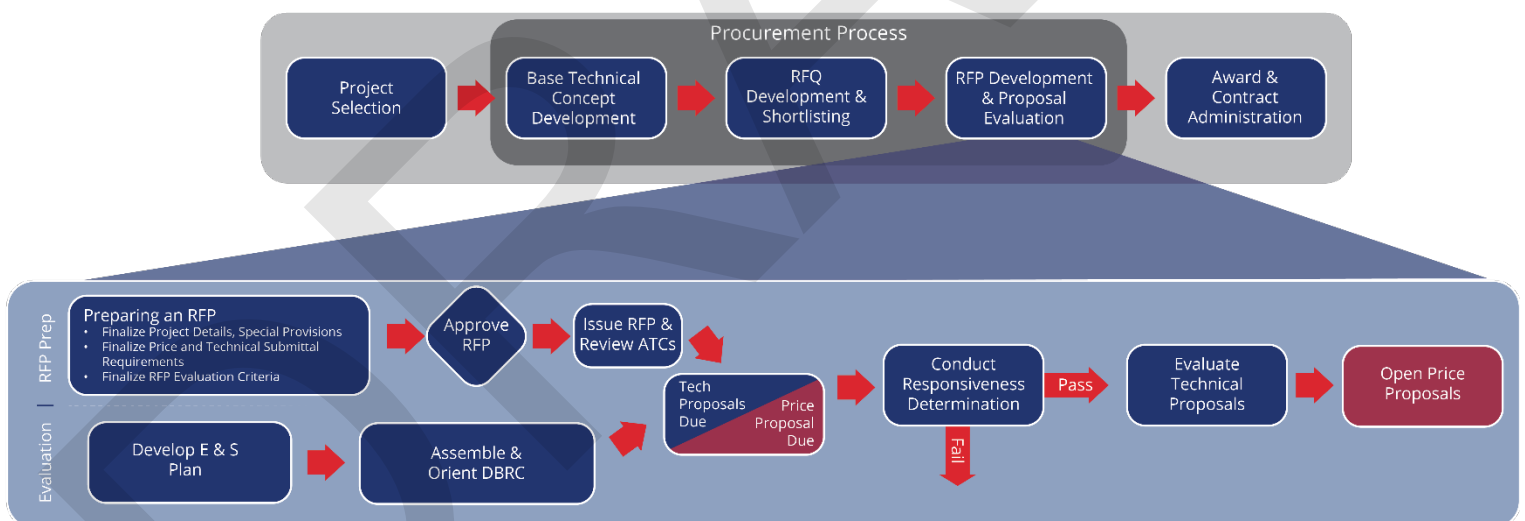 Procurement Process
Project
Selection
Base Technical
Concept
Development
RFQ
Development &
Shortlisting
RFP Development
& Proposal
Evaluation
Award &
Contract
Administration
RFP Prep
Preparing an RFP
• Finalize Project Details, Special Provisions
• Finalize Price and Technical Submittal
Requirements
• Finalize RFP Evaluation Criteria
Approve
RFP
Issue RFP &
Review ATCs
Tech
Proposals
Due
Price
Proposal
Due
Conduct
Responsiveness
Determination
Pass
Fail
Evaluate
Technical
Proposals
Open Price
Proposals
Evaluation
Develop E & S
Plan
Assemble &
Orient DBRC